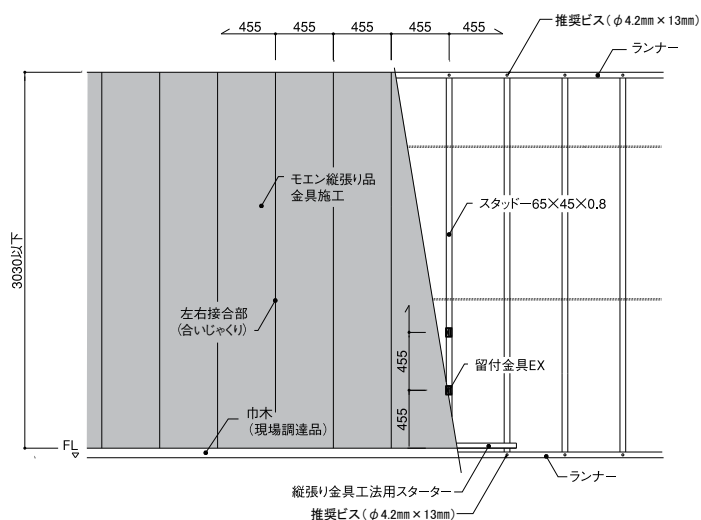 455 455 455 455 455
推奨ビス(φ4.2mm×13mm)
ランナー
モエン縦張り品
金具施工
スタッドー65×45×0.8
3030以下
左右接合部
(合いじゃくり)
455
留付金具EX
455
巾木
(現場調達品)
FL
ランナー
縦張り金具工法用スターター
推奨ビス(φ4.2mm×13mm)